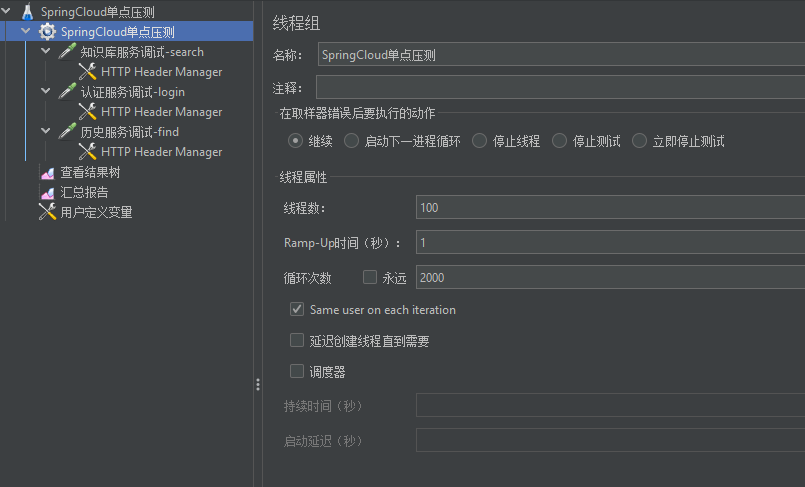 SpringCloud单点压测
SpringCloud单点压测
知识库服务调试-search
HTTP Header Manager
认证服务调试-login
HTTP Header Manager
历史服务调试-find
HTTP Header Manager
查看结果树
汇总报告
用户定义变量
线程组
名称： SpringCloud单点压测
注释：
在取样器错误后要执行的动作
继续 启动下一进程循环 停止线程 停止测试 立即停止测试
线程属性
线程数： 100
Ramp-Up时间（秒）： 1
循环次数 永远 2000
Same user on each iteration
延迟创建线程直到需要
调度器
持续时间（秒）
启动延迟（秒）